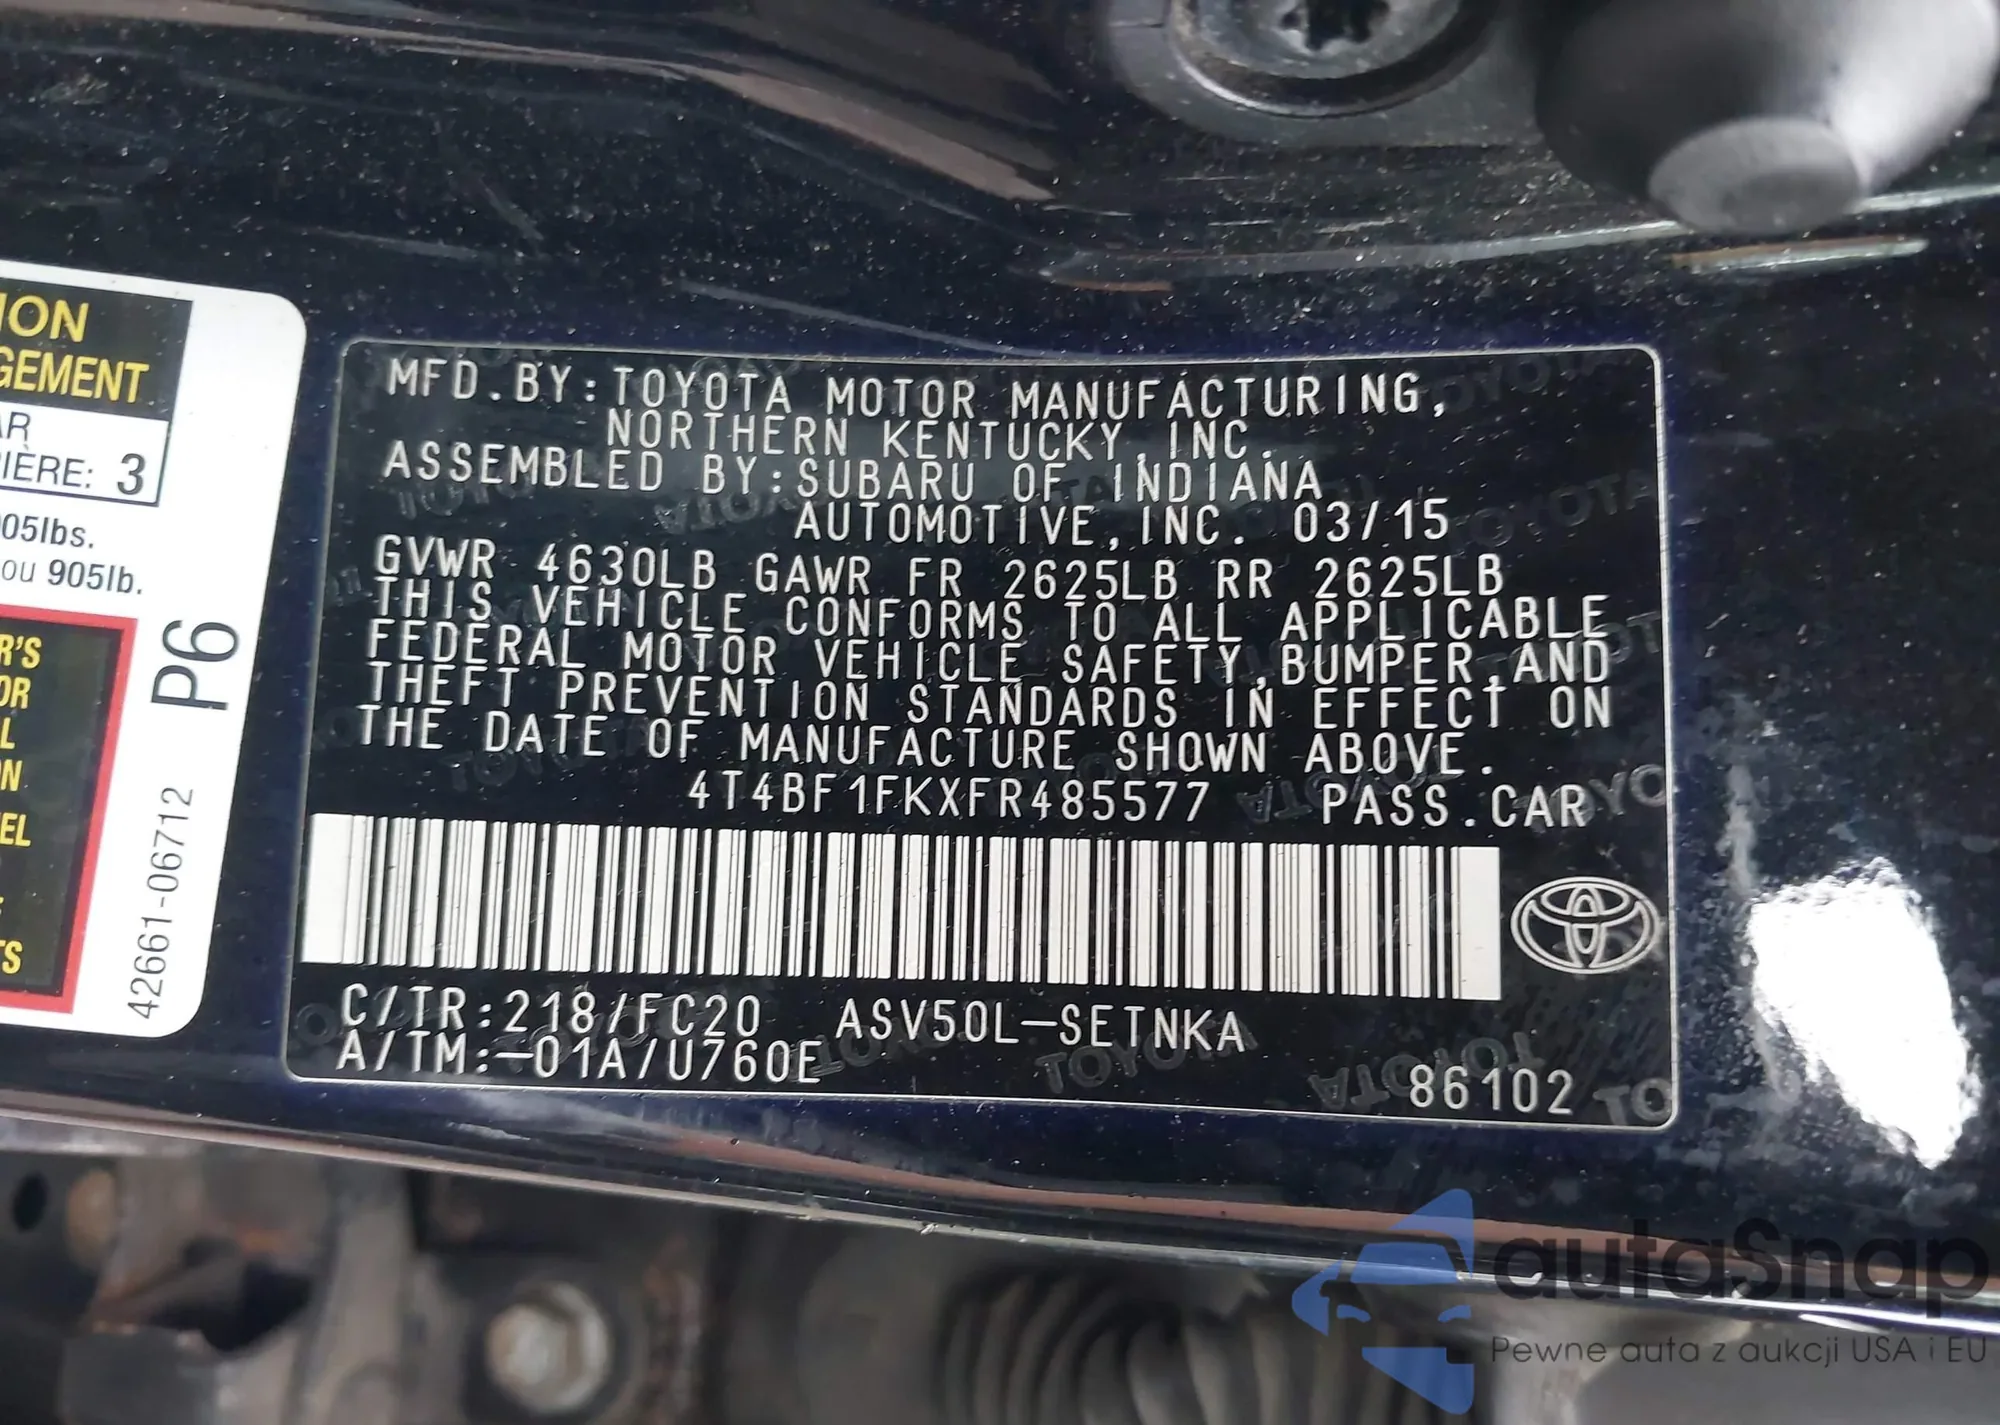 ION
GEMENT
AR
IÈRE: 3
905lbs.
ou 905lb.
R'S
OR
L
ON
EL
TS
P6
42661-06712
MFD.BY:TOYOTA MOTOR MANUFACTURING,
NORTHERN KENTUCKY,INC.
ASSEMBLED BY:SUBARU OF INDIANA
AUTOMOTIVE,INC. 03/15
GVWR 4630LB GAWR FR 2625LB RR 2625LB
THIS VEHICLE CONFORMS TO ALL APPLICABLE
FEDERAL MOTOR VEHICLE SAFETY,BUMPER,AND
THEFT PREVENTION STANDARDS IN EFFECT ON
THE DATE OF MANUFACTURE SHOWN ABOVE.
4T4BF1FKXFR485577 PASS.CAR
C/TR:218/FC20 ASV50L-SETNKA
A/TM:-01A/U760E
86102
autaSnap
Pewne auta z aukcji USA i EU